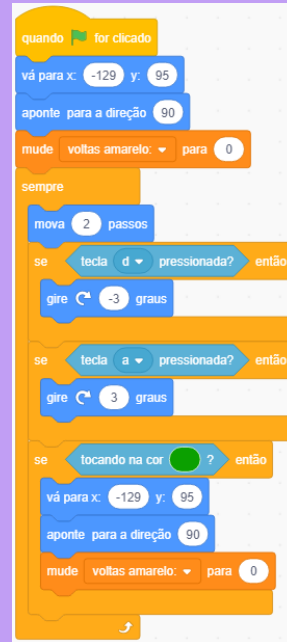 quando for clicado
vá para x: -129 y: 95
aponte para a direção 90
mude voltas amarelo: para 0
sempre
mova 2 passos
se tecla d pressionada? então
gire -3 graus
se tecla a pressionada? então
gire 3 graus
se tocando na cor ? então
vá para x: -129 y: 95
aponte para a direção 90
mude voltas amarelo: para 0